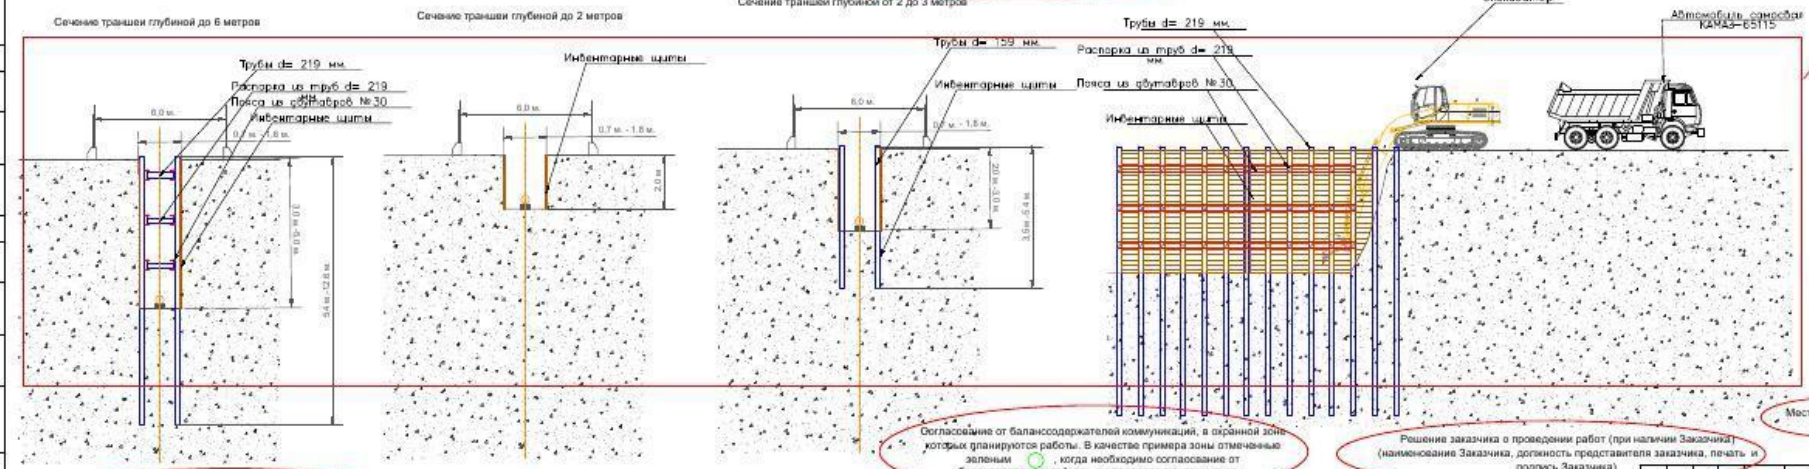 Сечение траншеи глубиной до 6 метров
Сечение траншеи глубиной до 2 метров
Сечение траншеи глубиной от 2 до 3 метров
Трубы d= 219 мм.
Распорка из труб d= 219
мм.
Пояса из двутавров №30
Инвентарные щиты
6,0 м.
0,7 м. -1,8 м.
3,0 м.-6,0 м.
5,4 м.-12,6 м.
Инвентарные щиты
6,0 м.
0,7 м. -1,8 м.
2,0 м.
Трубы d= 159 мм.
Инвентарные щиты
6,0 м.
0,7 м. -1,8 м.
2,0 м.-3,0 м.
3,6 м.-5,4 м.
Трубы d= 219 мм.
Распорка из труб d= 219
мм.
Пояса из двутавров №30
Инвентарные щиты
Автомобиль самосвал
КАМАЗ-65115
Согласование от балансодержателей коммуникаций, в охранной зоне
которых планируются работы. В качестве примера зоны отмеченные
зеленым , когда необходимо согласование от
Решение заказчика о проведении работ (при наличии Заказчика)
(наименование Заказчика, должность представителя заказчика, печать и
подпись Заказчика)